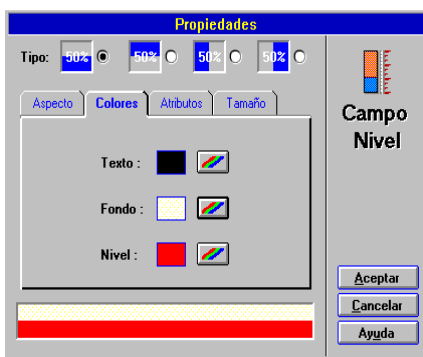 Propiedades
Tipo: 50% 50% 50% 50%
Aspecto Colores Atributos Tamaño
Campo
Nivel
Texto :
Fondo :
Nivel :
Aceptar
Cancelar
Ayuda